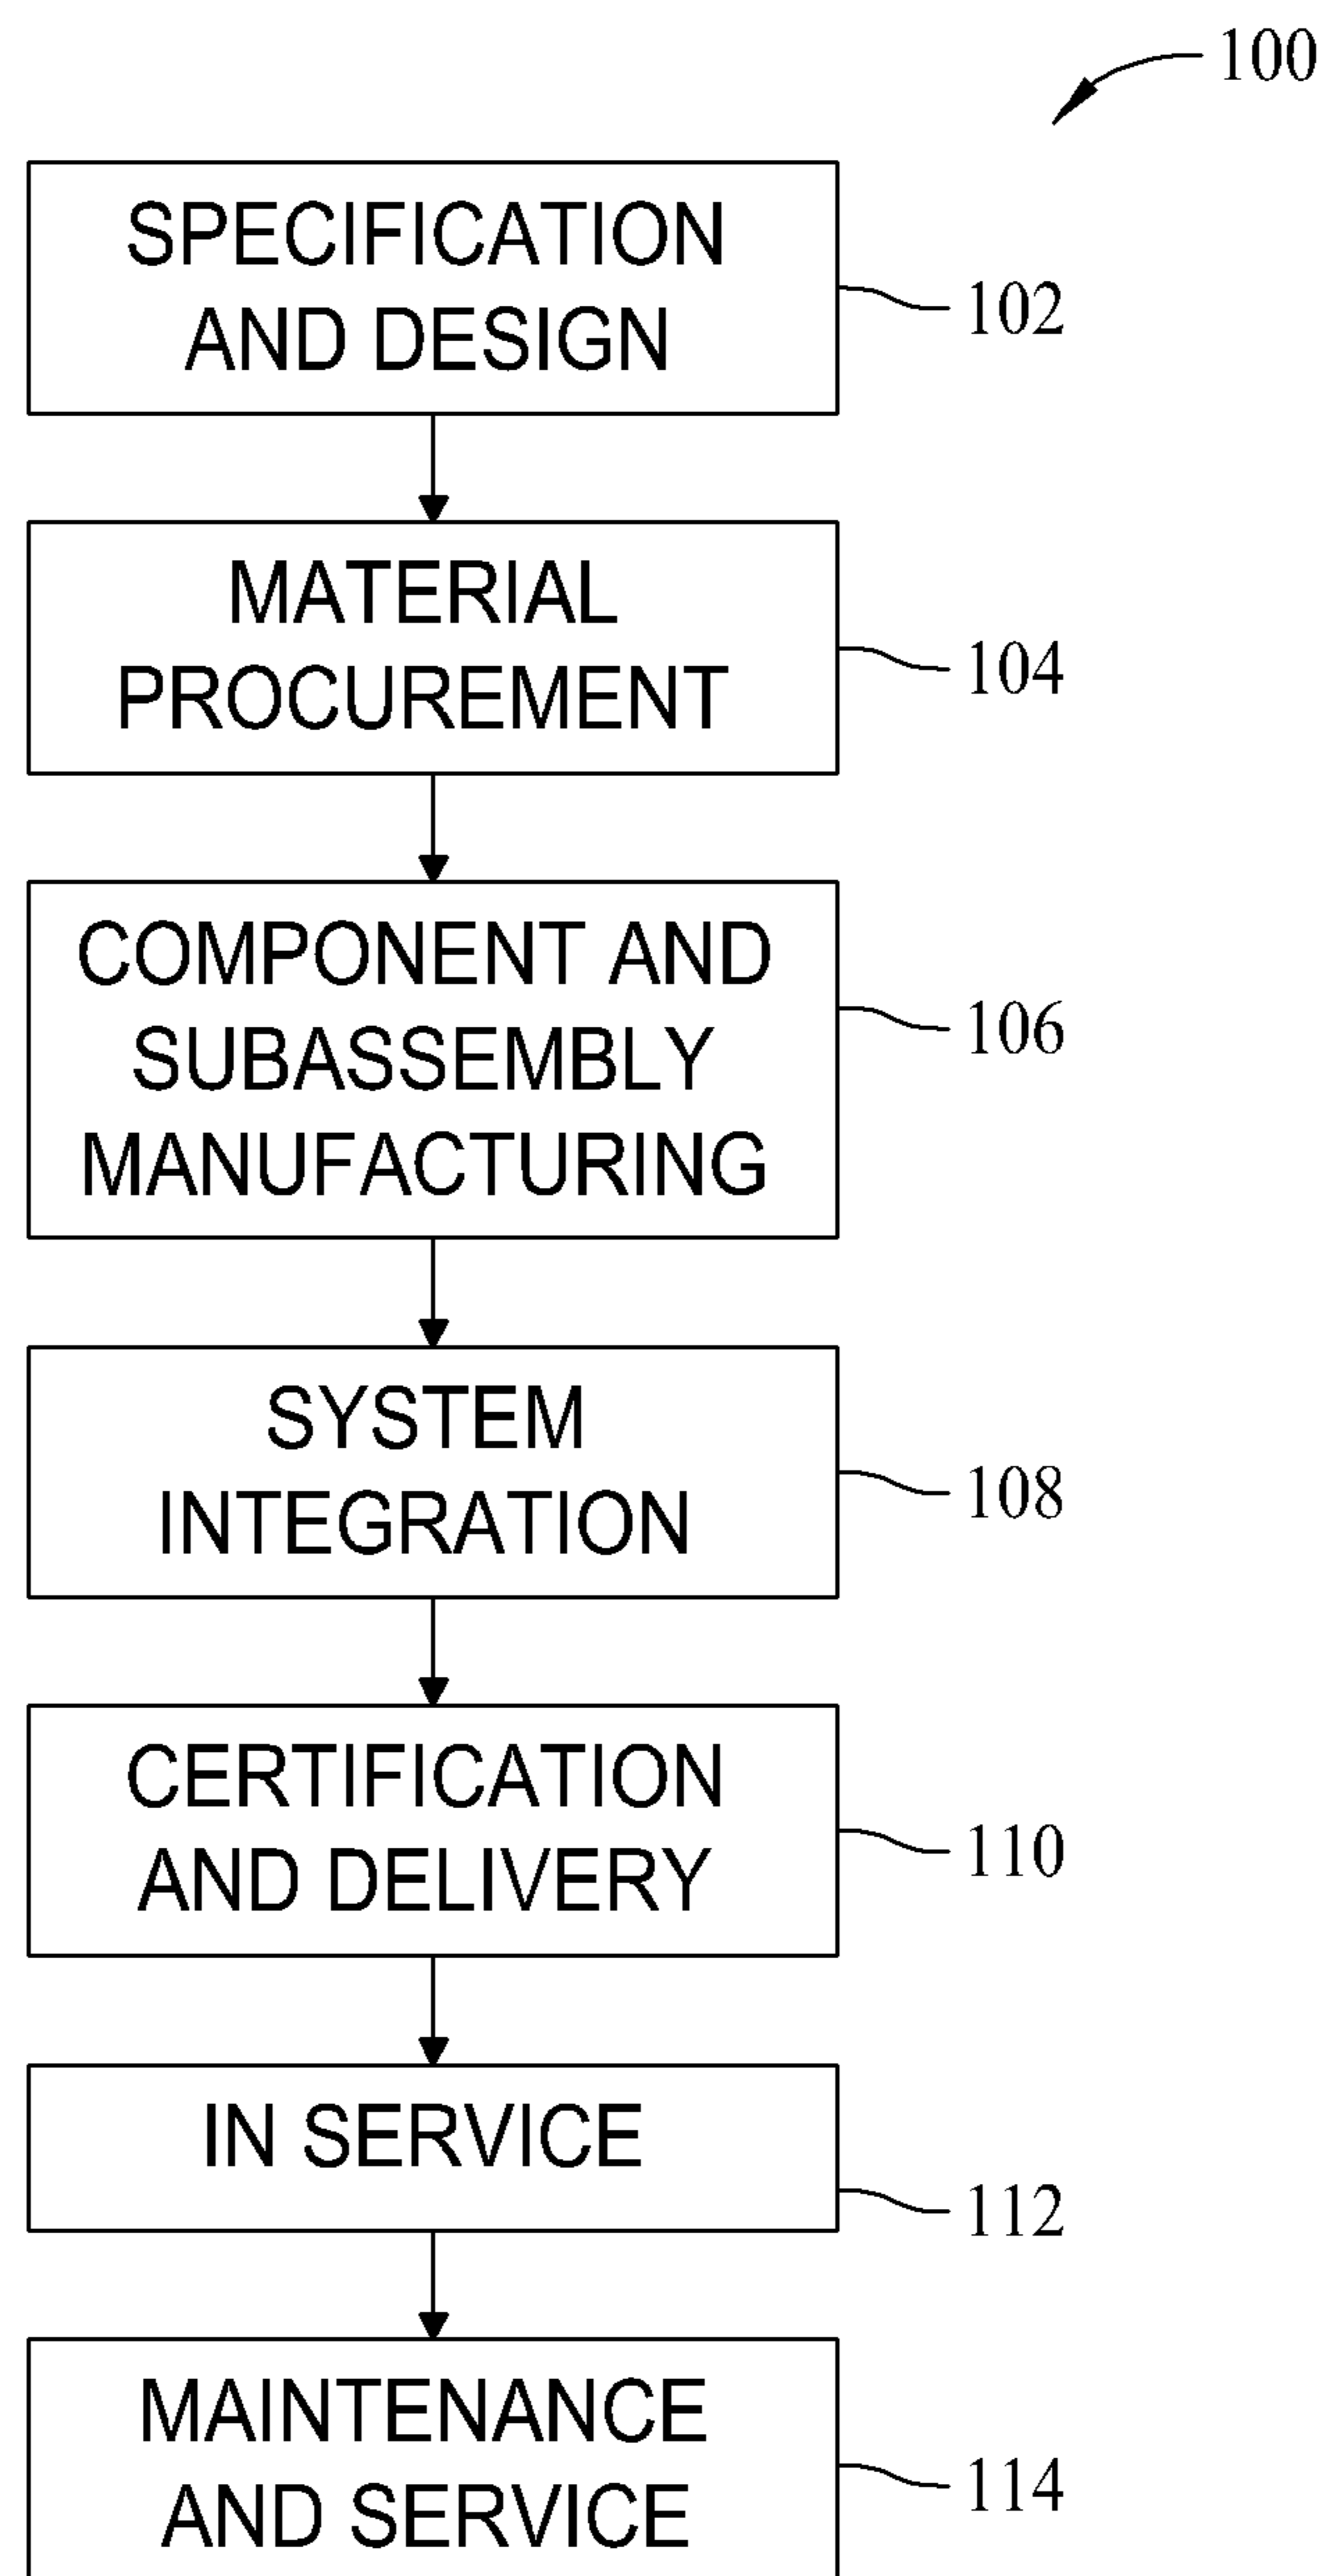 100
SPECIFICATION
AND DESIGN
102
MATERIAL
PROCUREMENT
104
COMPONENT AND
SUBASSEMBLY
MANUFACTURING
106
SYSTEM
INTEGRATION
108
CERTIFICATION
AND DELIVERY
110
IN SERVICE
112
MAINTENANCE
AND SERVICE
114